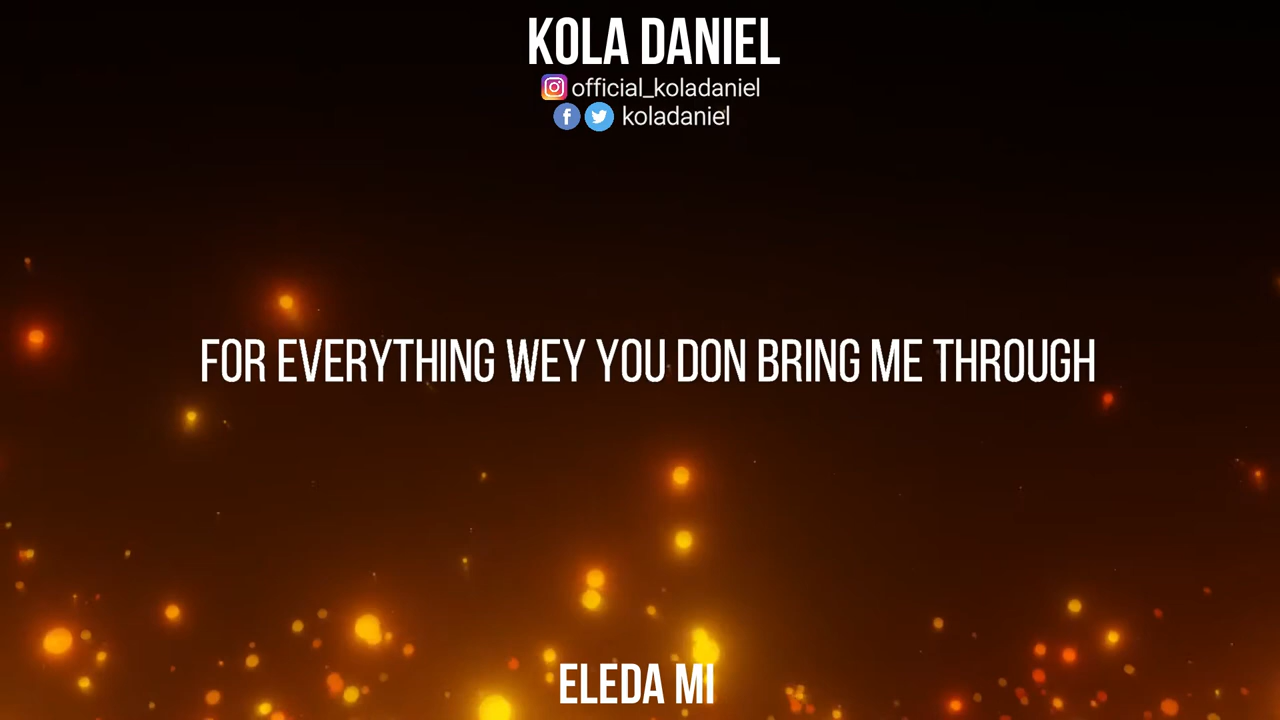 KOLA DANIEL
official_koladaniel
koladaniel
FOR EVERYTHING WEY YOU DON BRING ME THROUGH
ELEDA MI